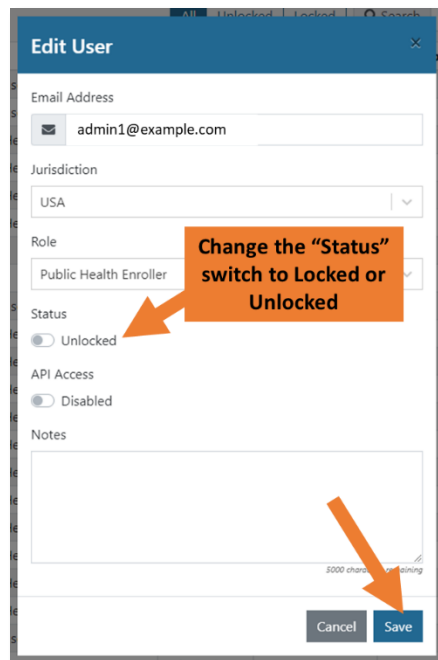 All Unlocked Locked Search
Edit User ×
Email Address
admin1@example.com
Jurisdiction
USA
Role
Public Health Enroller
Change the “Status”
switch to Locked or
Unlocked
Status
Unlocked
API Access
Disabled
Notes
5000 characters remaining
Cancel Save